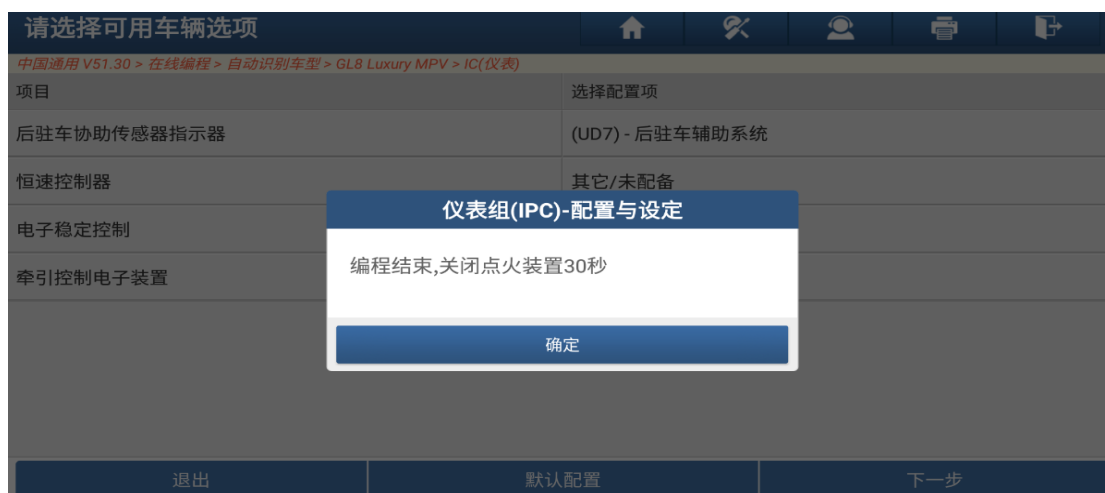 请选择可用车辆选项
中国通用 V51.30 > 在线编程 > 自动识别车型 > GL8 Luxury MPV > IC(仪表)
项目 选择配置项
后驻车协助传感器指示器 (UD7) - 后驻车辅助系统
恒速控制器 其它/未配备
仪表组(IPC)-配置与设定
电子稳定控制
编程结束,关闭点火装置30秒
牵引控制电子装置
确定
退出 默认配置 下一步